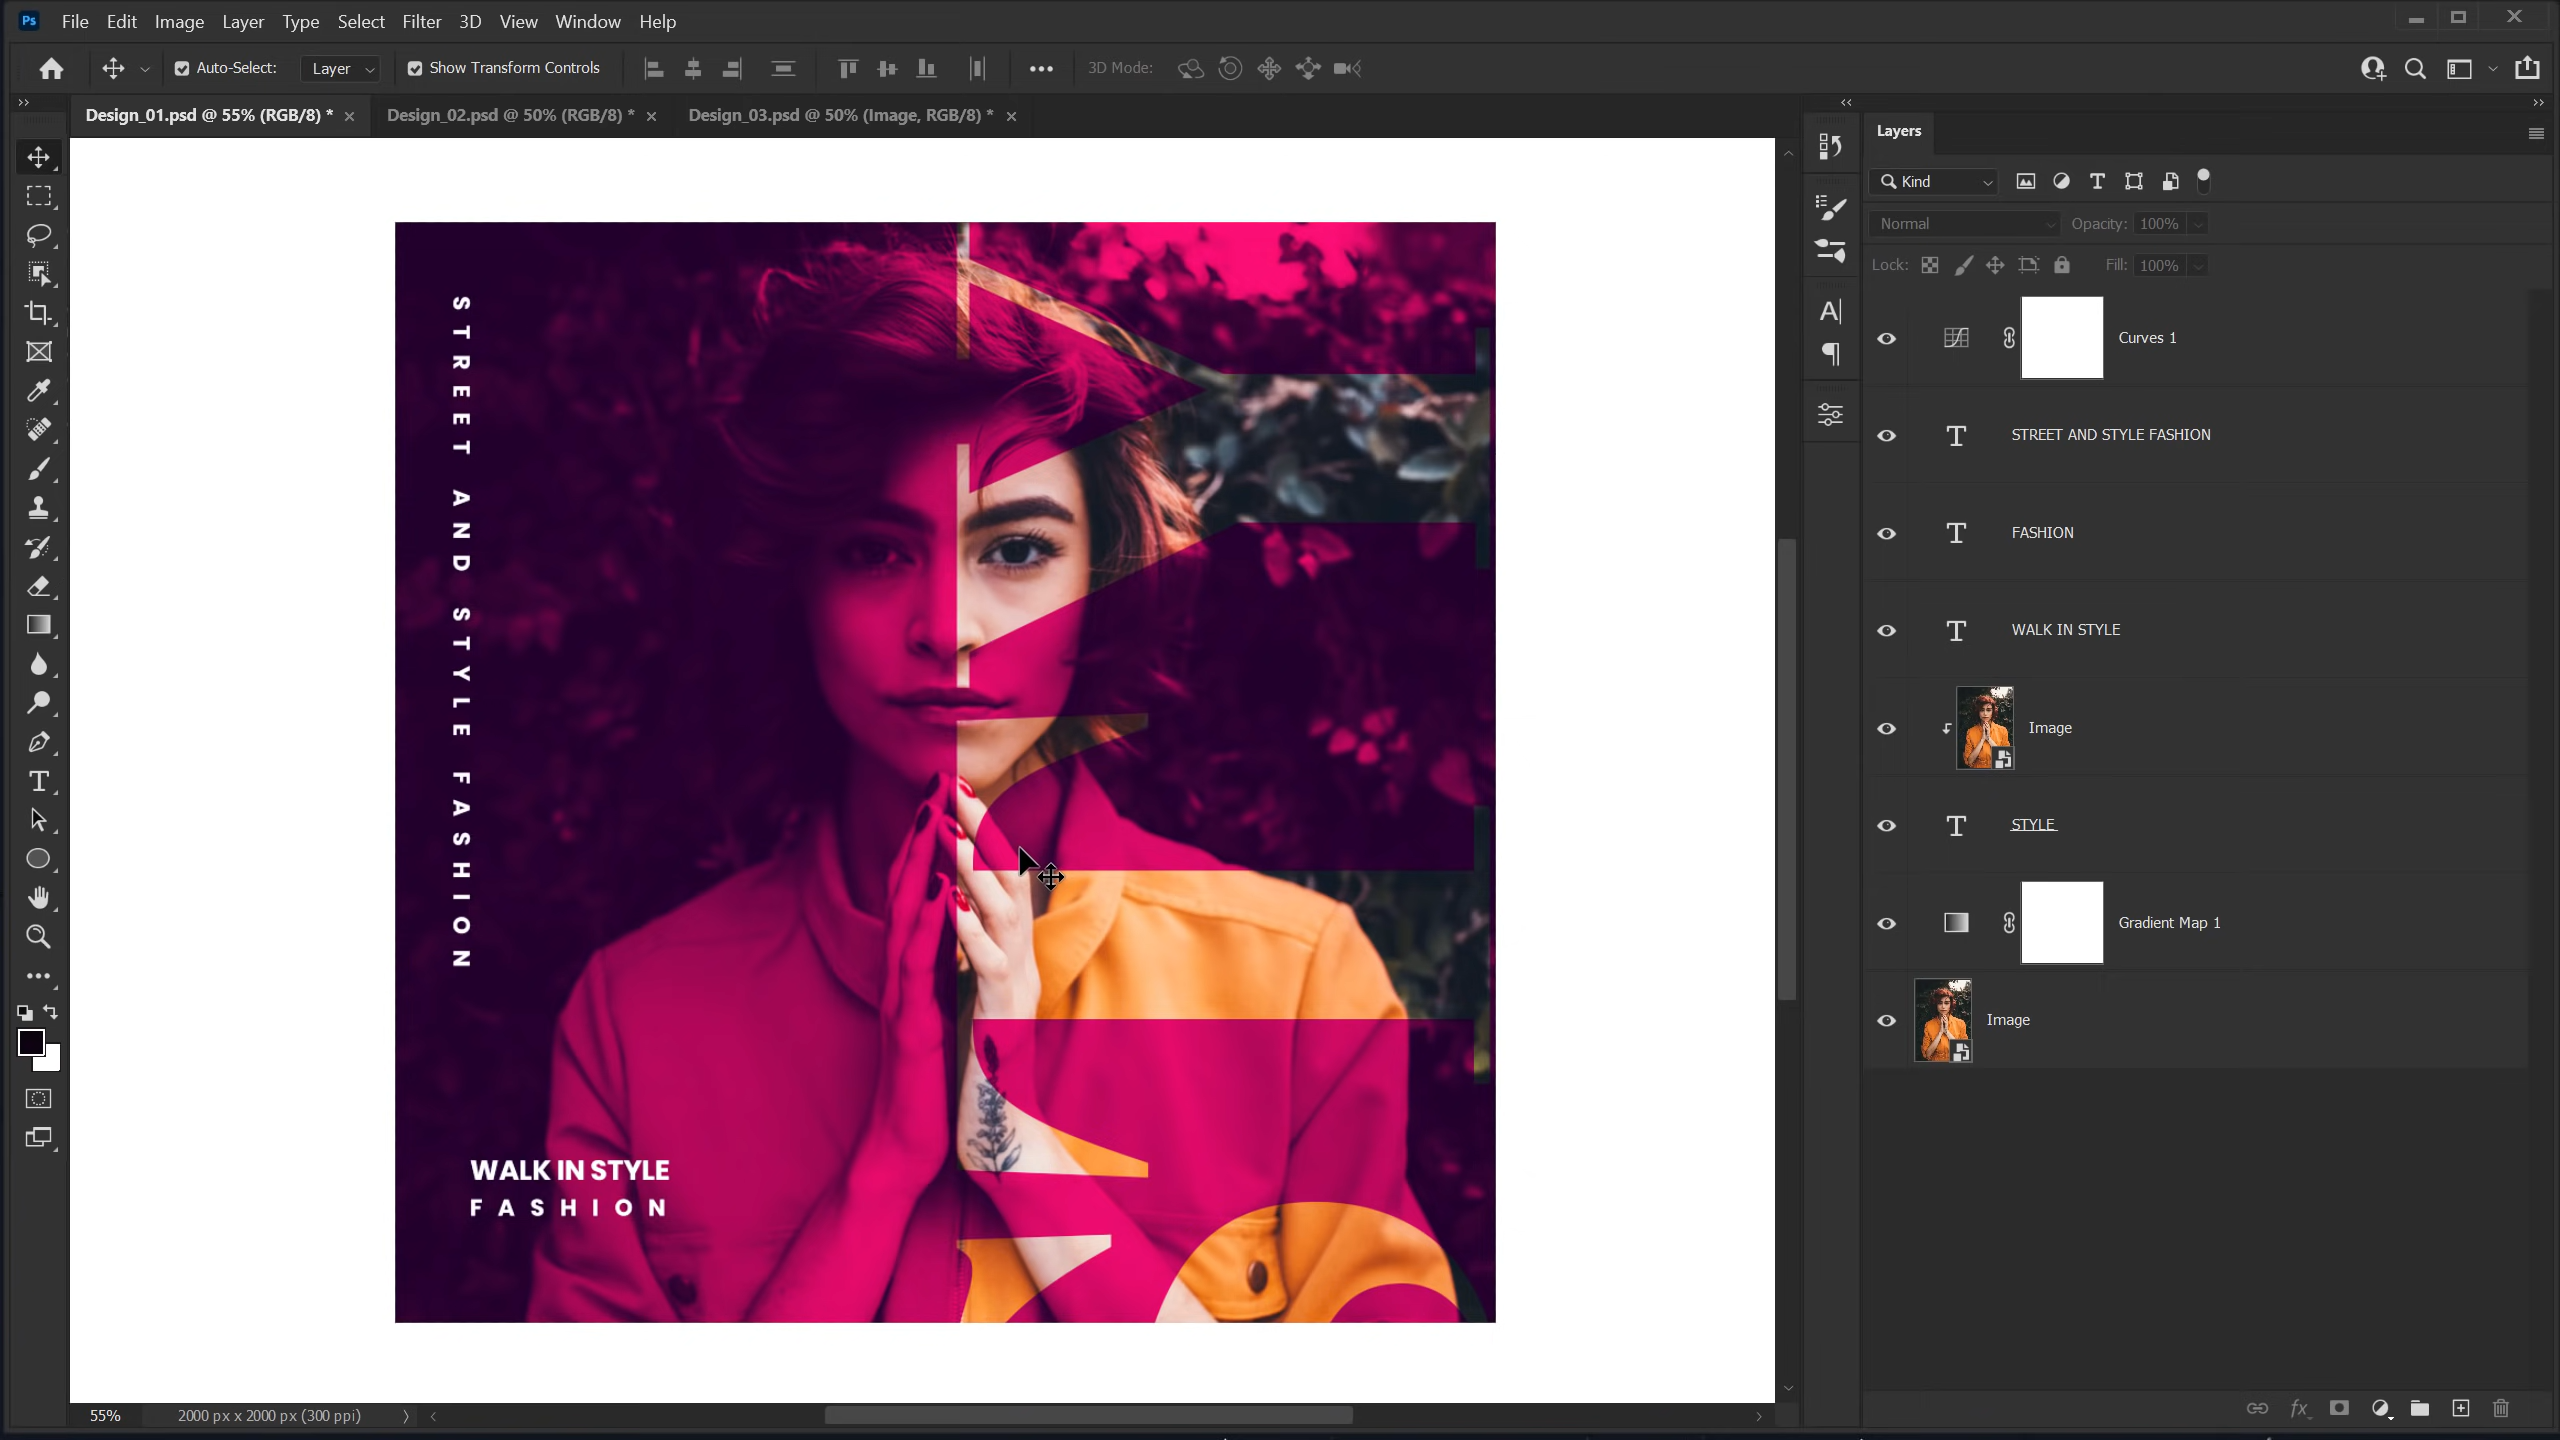 Ps File Edit Image Layer Type Select Filter 3D View Window Help
Auto-Select: Layer Show Transform Controls 3D Mode:
Design_01.psd @ 55% (RGB/8) * Design_02.psd @ 50% (RGB/8) * Design_03.psd @ 50% (Image, RGB/8) *
Layers
Kind
Normal Opacity: 100%
Lock: Fill: 100%
Curves 1
STREET AND STYLE FASHION
FASHION
WALK IN STYLE
Image
STYLE
Gradient Map 1
Image
STREET AND STYLE FASHION
WALK IN STYLE
FASHION
55% 2000 px x 2000 px (300 ppi)